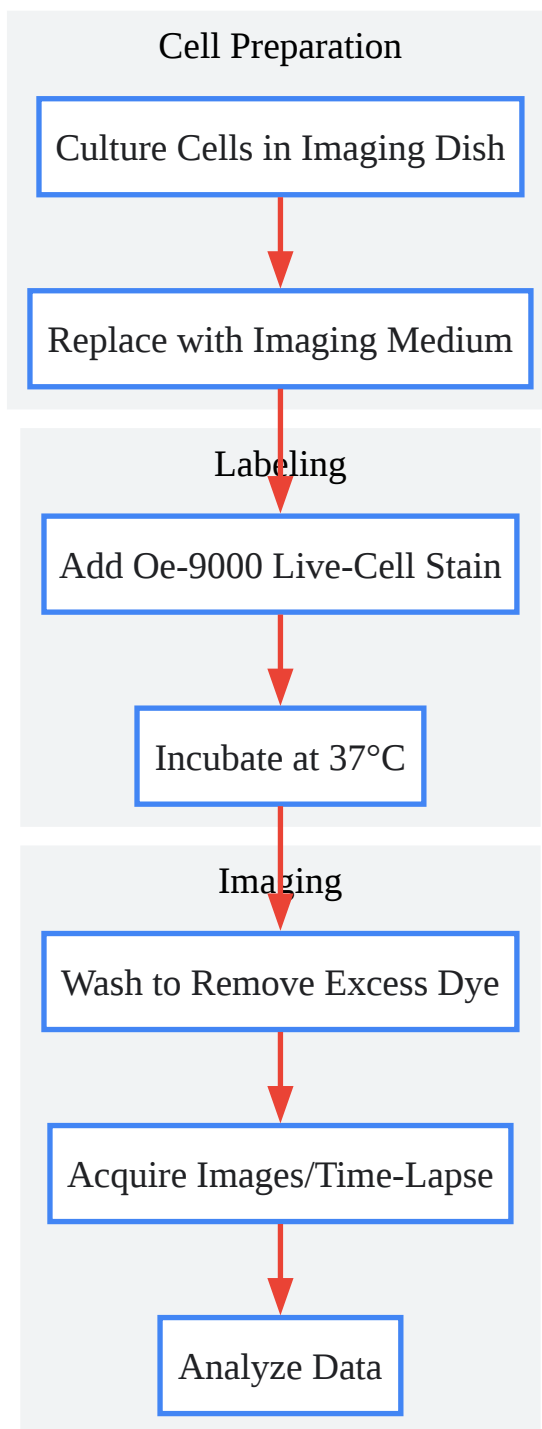 Cell Preparation
Culture Cells in Imaging Dish
Replace with Imaging Medium
Labeling
Add Oe-9000 Live-Cell Stain
Incubate at 37°C
Imaging
Wash to Remove Excess Dye
Acquire Images/Time-Lapse
Analyze Data